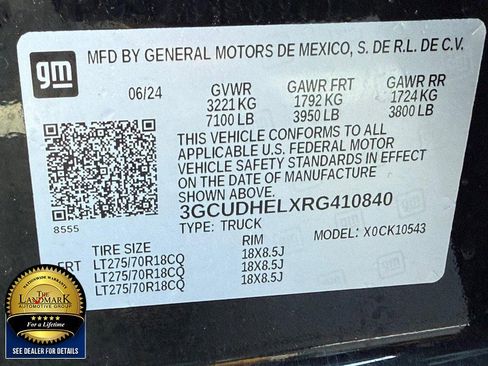 gm
MFD BY GENERAL MOTORS DE MEXICO, S. DE R.L. DE C.V.
06/24 GVWR GAWR FRT GAWR RR
3221 KG 1792 KG 1724 KG
7100 LB 3950 LB 3800 LB
THIS VEHICLE CONFORMS TO ALL
APPLICABLE U.S. FEDERAL MOTOR
VEHICLE SAFETY STANDARDS IN EFFECT
ON THE DATE OF MANUFACTURE
SHOWN ABOVE.
3GCUDHELXRG410840
8555 TYPE: TRUCK MODEL: X0CK10543
TIRE SIZE RIM
FRT LT275/70R18CQ 18X8.5J
LT275/70R18CQ 18X8.5J
LT275/70R18CQ 18X8.5J
THE
LANDMARK
AUTOMOTIVE GROUP
For a Lifetime
SEE DEALER FOR DETAILS